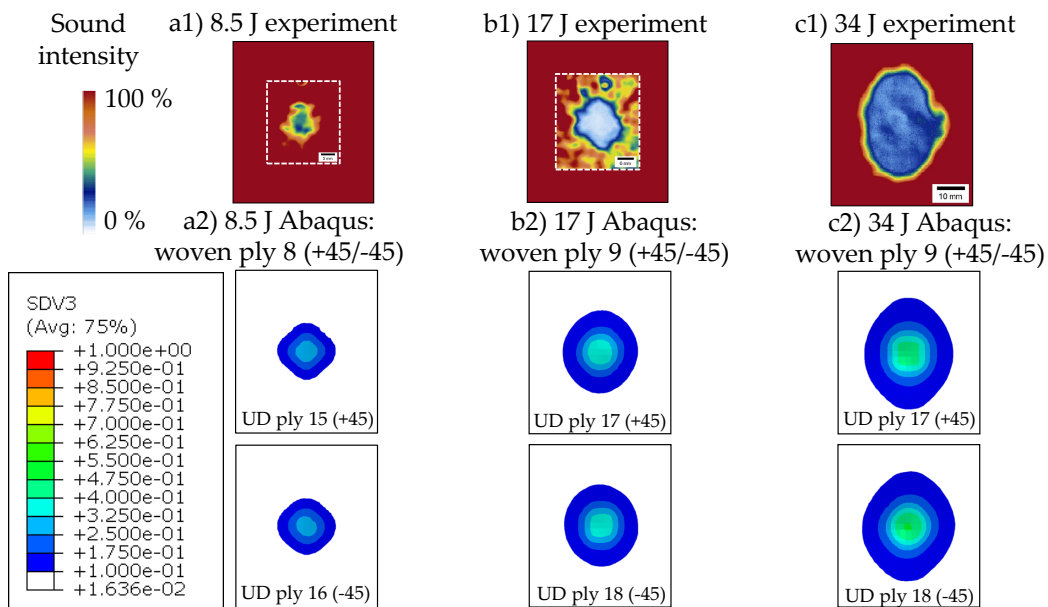 Sound
intensity
100 %
0 %
a1) 8.5 J experiment
5 mm
b1) 17 J experiment
6 mm
c1) 34 J experiment
10 mm
a2) 8.5 J Abaqus:
woven ply 8 (+45/-45)
b2) 17 J Abaqus:
woven ply 9 (+45/-45)
c2) 34 J Abaqus:
woven ply 9 (+45/-45)
SDV3
(Avg: 75%)
+1.000e+00
+9.250e-01
+8.500e-01
+7.750e-01
+7.000e-01
+6.250e-01
+5.500e-01
+4.750e-01
+4.000e-01
+3.250e-01
+2.500e-01
+1.750e-01
+1.000e-01
+1.636e-02
UD ply 15 (+45)
UD ply 17 (+45)
UD ply 17 (+45)
UD ply 16 (-45)
UD ply 18 (-45)
UD ply 18 (-45)